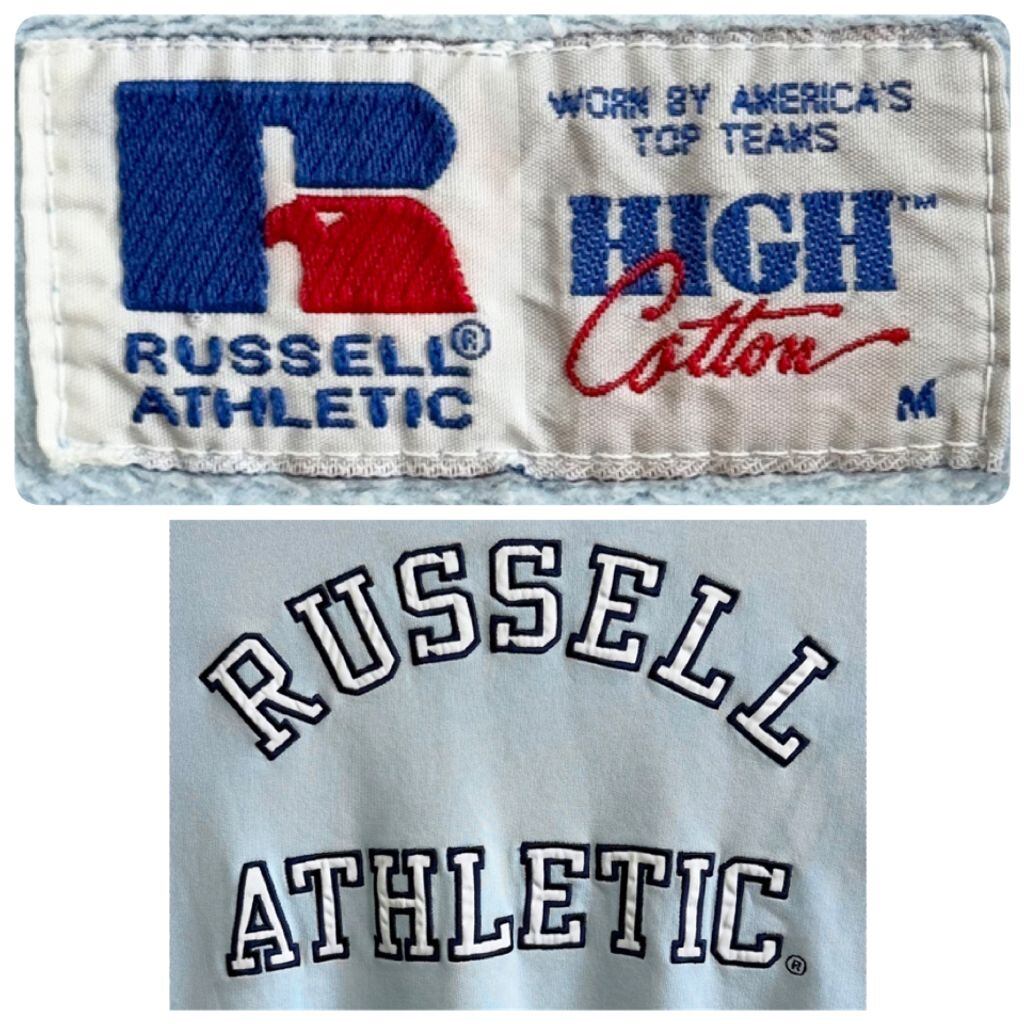 RUSSELL®
ATHLETIC
WORN BY AMERICA'S
TOP TEAMS
HIGH™
Cotton
M
RUSSELL
ATHLETIC®